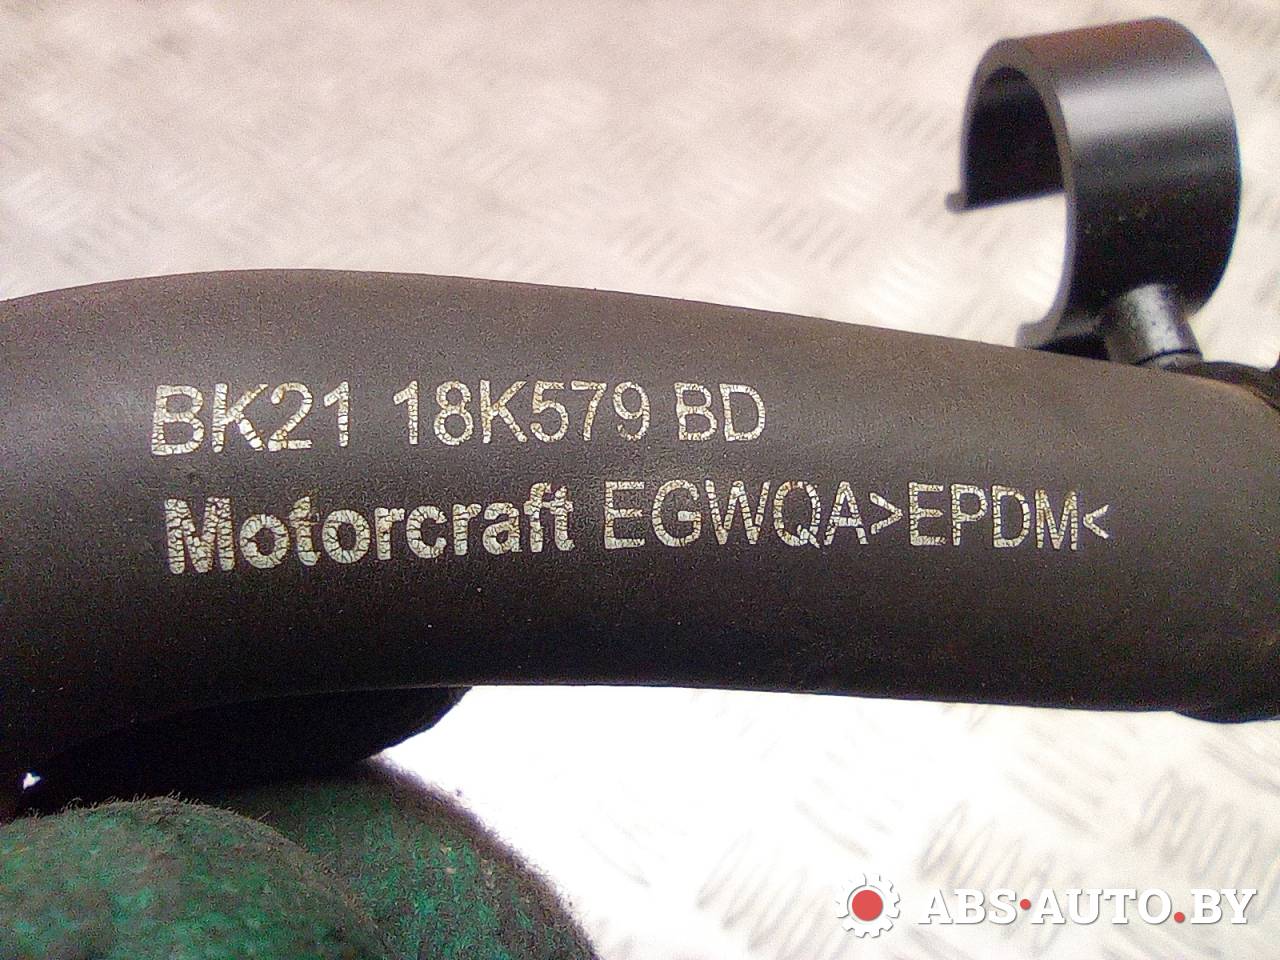 BK21 18K579 BD
Motorcraft EGWQA>EPDM<
ABS·AUTO.BY